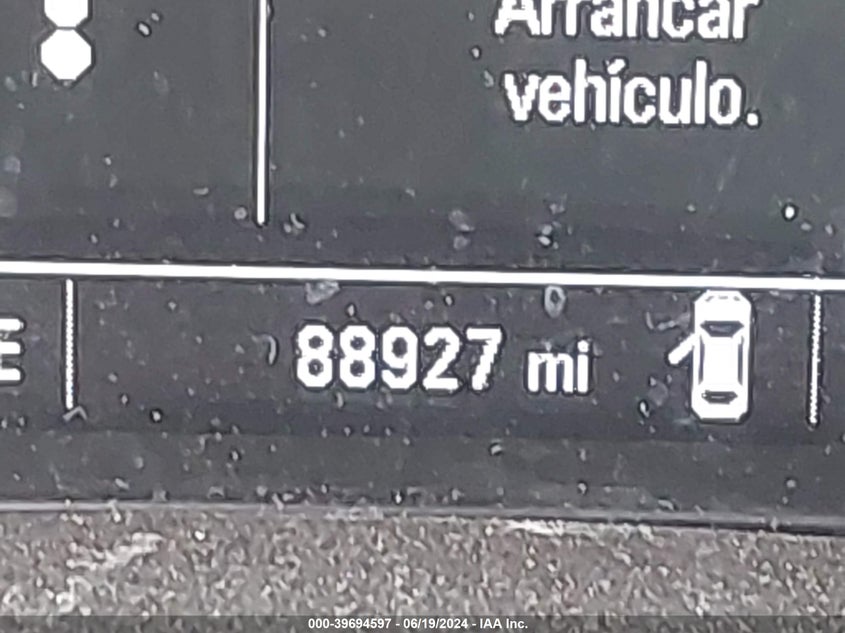 Arrancar
vehículo.
E
88927 mi
000-39694597 - 06/19/2024 - IAA Inc.